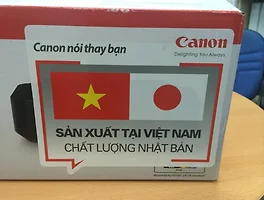 Canon nói thay bạn
Canon
Delighting You Always
SẢN XUẤT TẠI VIỆT NAM
CHẤT LƯỢNG NHẬT BẢN